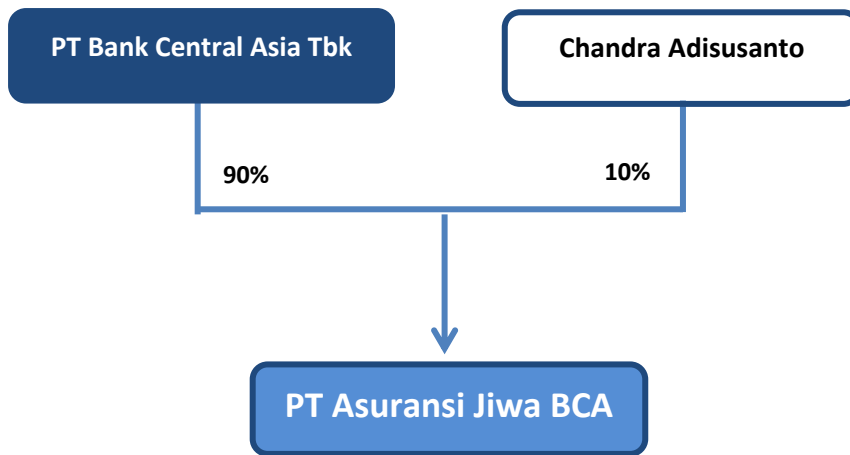 PT Bank Central Asia Tbk
Chandra Adisusanto
90%
10%
PT Asuransi Jiwa BCA